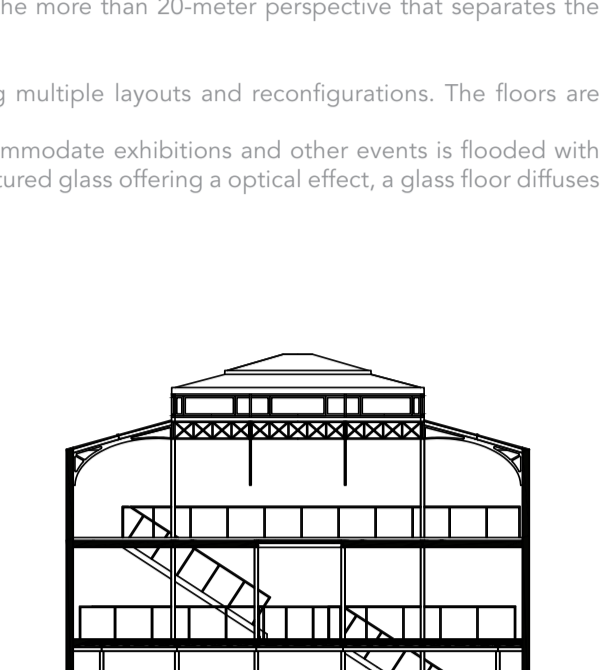 he more than 20-meter perspective that separates the
g multiple layouts and reconfigurations. The floors are
mmodate exhibitions and other events is flooded with
tured glass offering a optical effect, a glass floor diffuses